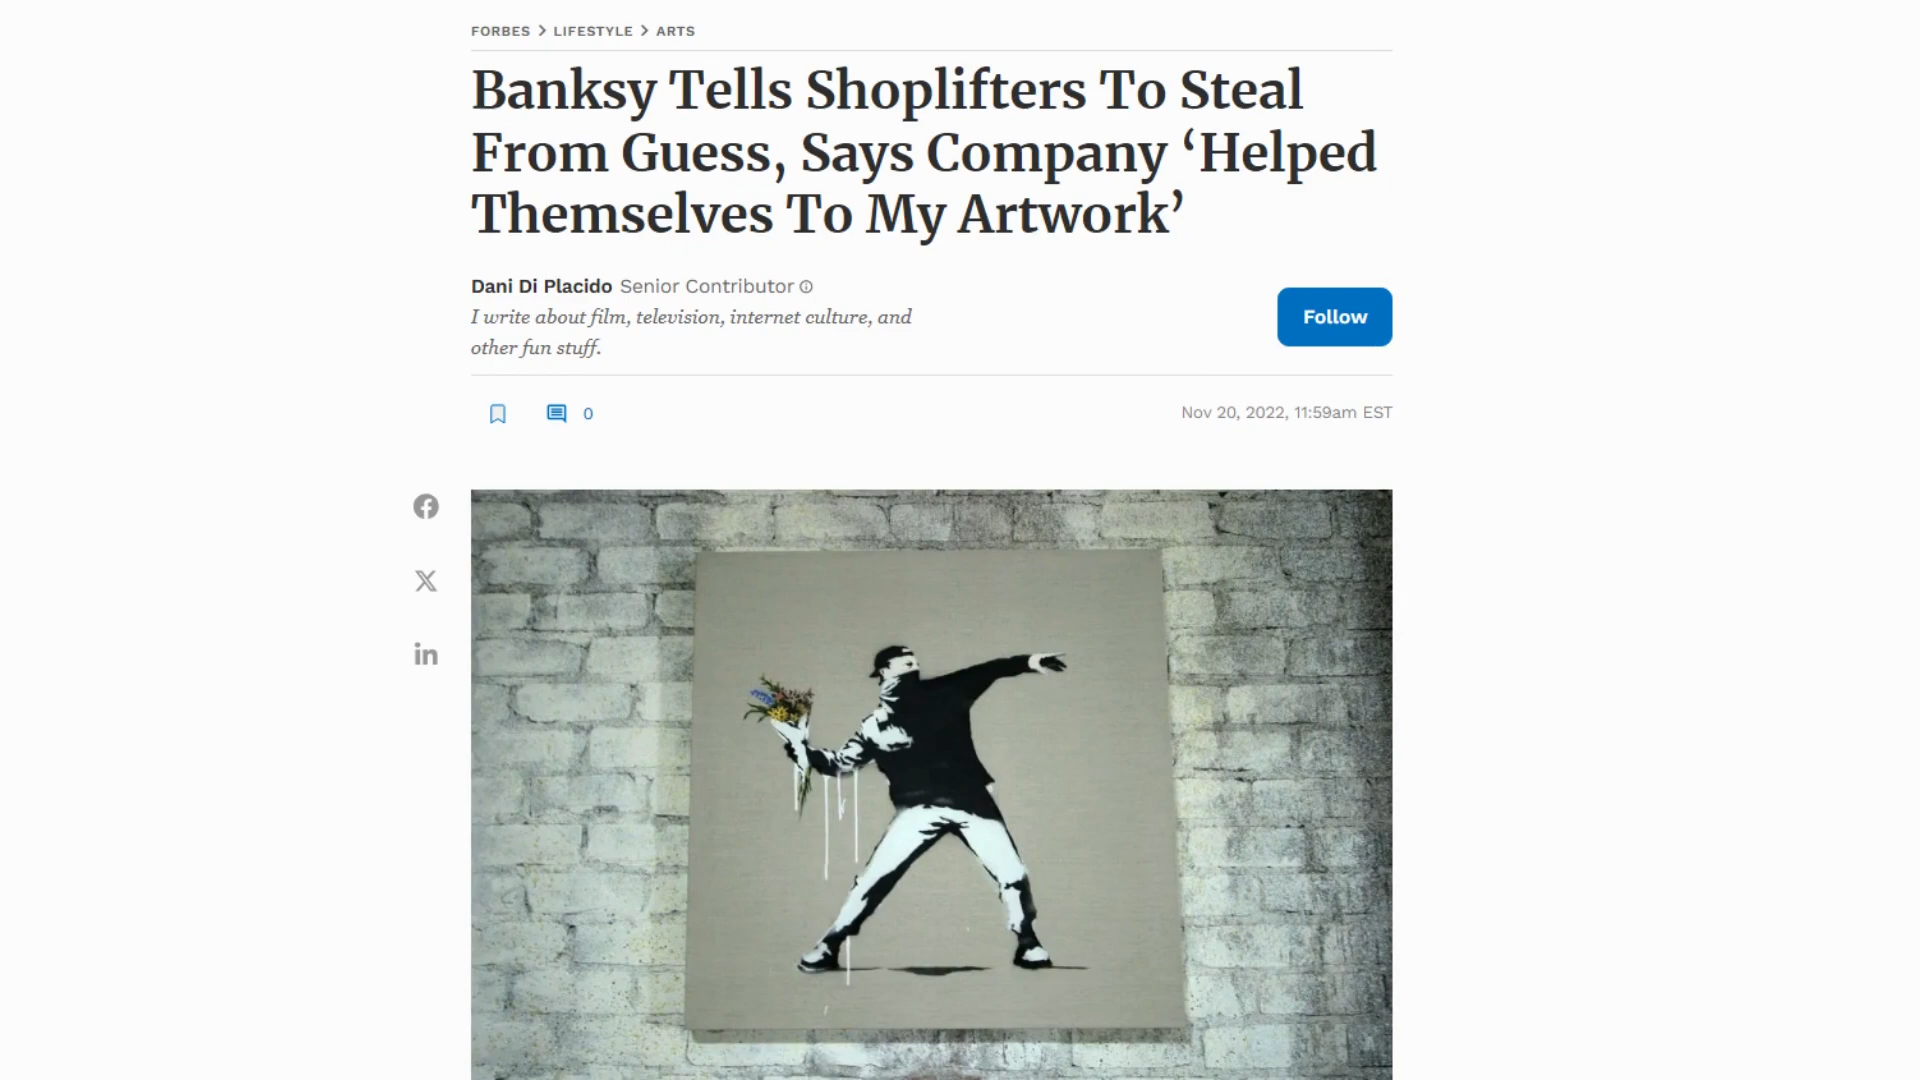 FORBES > LIFESTYLE > ARTS
Banksy Tells Shoplifters To Steal
From Guess, Says Company ‘Helped
Themselves To My Artwork’
Dani Di Placido Senior Contributor
I write about film, television, internet culture, and
other fun stuff.
Follow
0
Nov 20, 2022, 11:59am EST